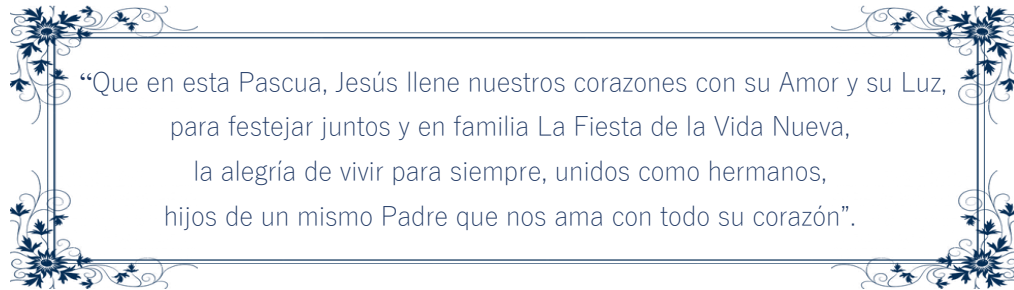 “Que en esta Pascua, Jesús llene nuestros corazones con su Amor y su Luz,
para festejar juntos y en familia La Fiesta de la Vida Nueva,
la alegría de vivir para siempre, unidos como hermanos,
hijos de un mismo Padre que nos ama con todo su corazón”.